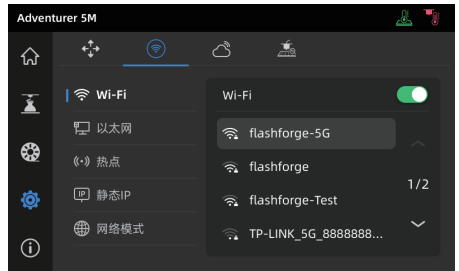 Adventurer 5M
Wi-Fi
以太网
热点
IP 静态IP
网络模式
Wi-Fi
flashforge-5G
flashforge
1/2
flashforge-Test
TP-LINK_5G_8888888...